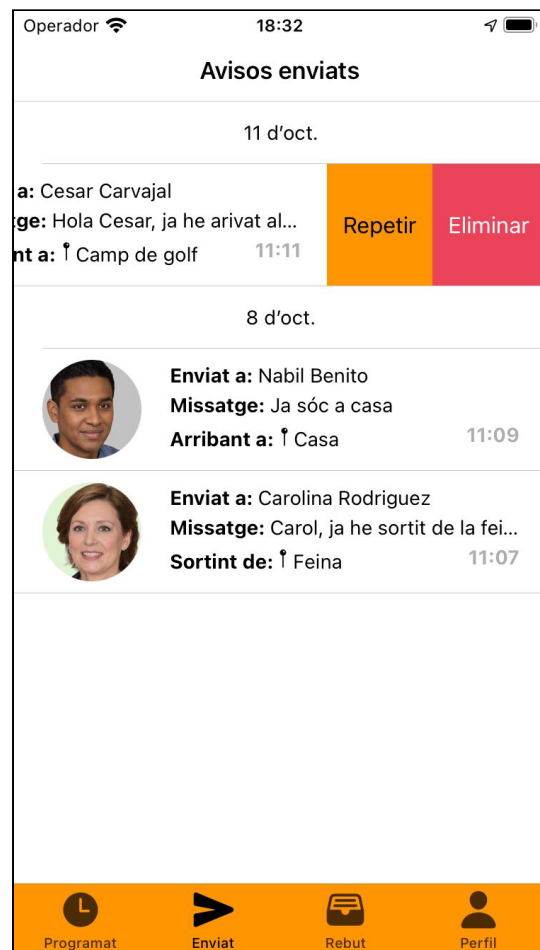 Operador
18:32
Avisos enviats
11 d’oct.
a: Cesar Carvajal
tge: Hola Cesar, ja he arivat al...
nt a: Camp de golf 11:11
Repetir
Eliminar
8 d’oct.
Enviat a: Nabil Benito
Missatge: Ja sóc a casa
Arribant a: Casa 11:09
Enviat a: Carolina Rodriguez
Missatge: Carol, ja he sortit de la fei...
Sortint de: Feina 11:07
Programat
Enviat
Rebut
Perfil